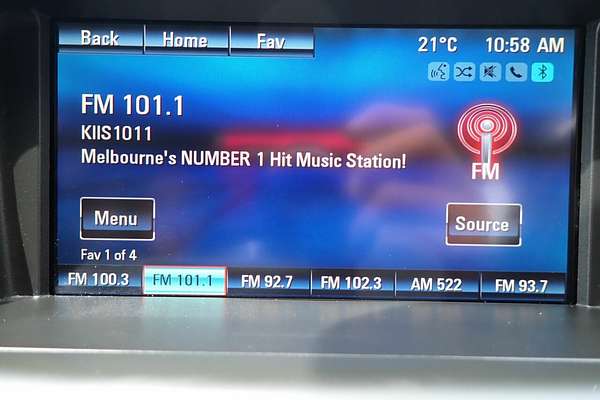 Back Home Fav 21°C 10:58 AM
FM 101.1
KIIS1011
Melbourne's NUMBER 1 Hit Music Station!
FM
Menu Source
Fav 1 of 4
FM 100.3 FM 101.1 FM 92.7 FM 102.3 AM 522 FM 93.7